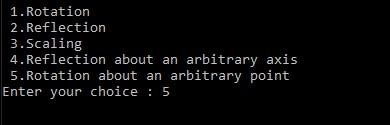 1.Rotation
2.Reflection
3.Scaling
4.Reflection about an arbitrary axis
5.Rotation about an arbitrary point
Enter your choice : 5